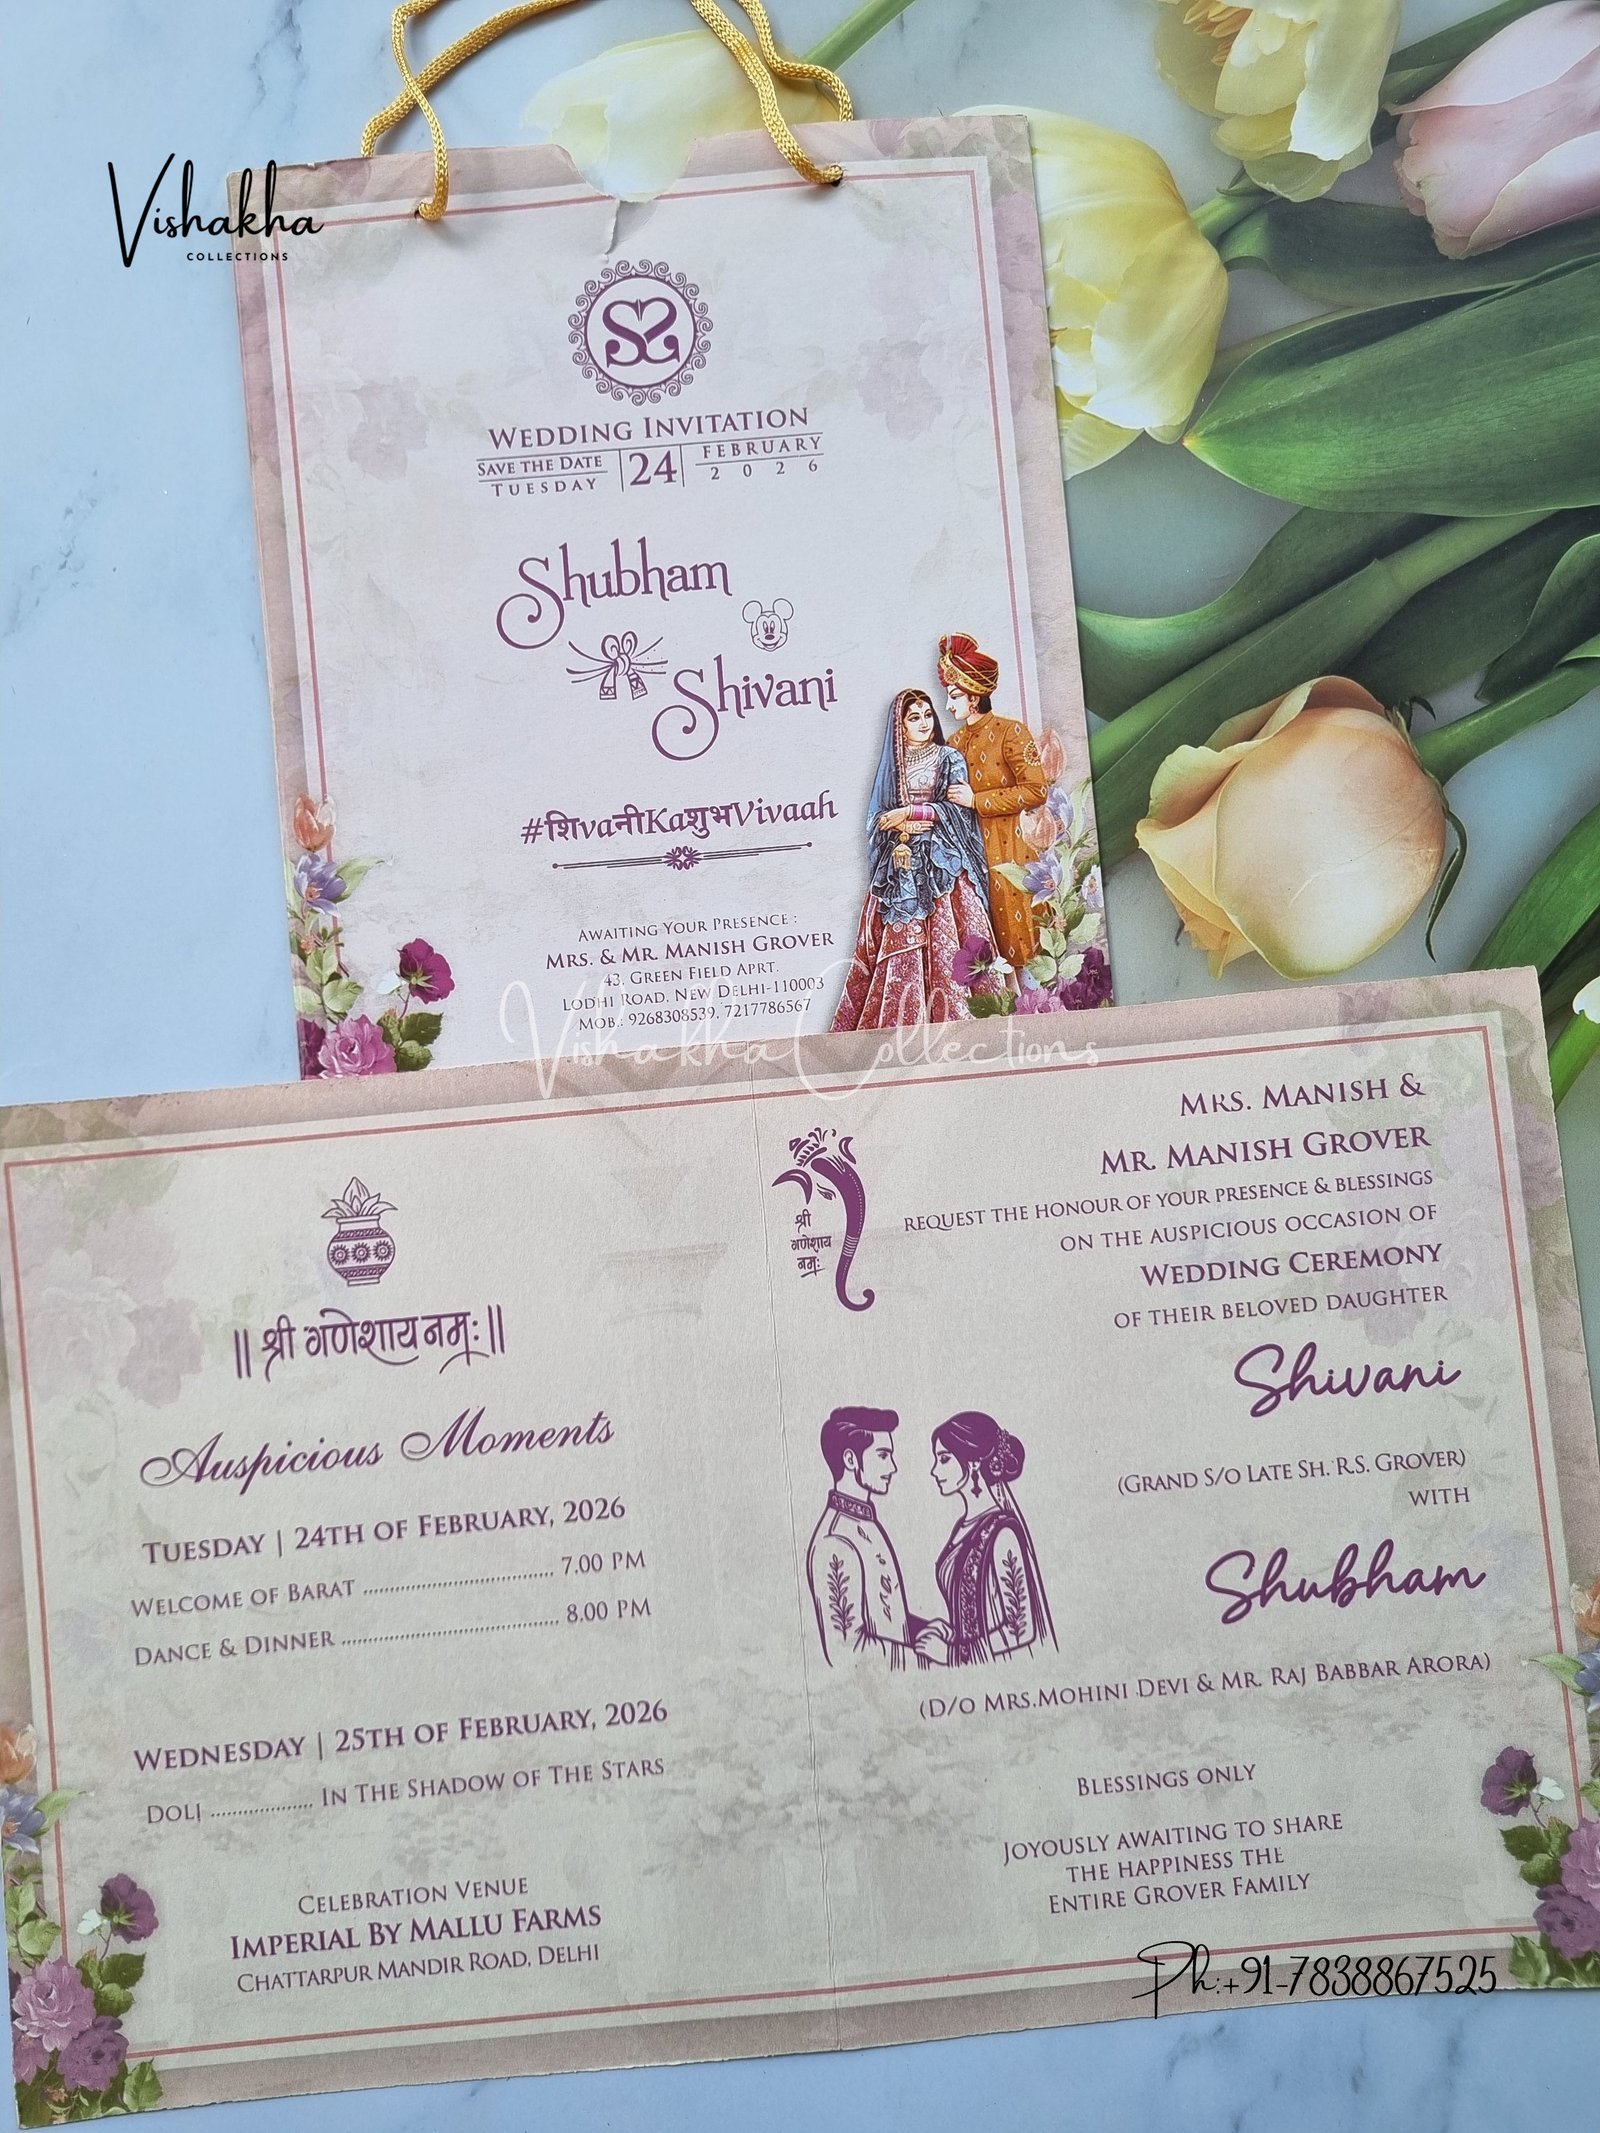 Vishakha
COLLECTIONS
SS
WEDDING INVITATION
SAVE THE DATE
TUESDAY
24
FEBRUARY
2026
Shubham
Shivani
#शिvaनीKaशुभVivaah
AWAITING YOUR PRESENCE :
MRS. & MR. MANISH GROVER
43, GREEN FIELD APRT.
LODHI ROAD, NEW DELHI-110003
MOB.: 9268308539, 7217786567
Vishakha Collections
|| श्री गणेशाय नमः ||
Auspicious Moments
TUESDAY | 24TH OF FEBRUARY, 2026
WELCOME OF BARAT ........................................ 7.00 PM
DANCE & DINNER ............................................. 8.00 PM
WEDNESDAY | 25TH OF FEBRUARY, 2026
DOLI ..................... IN THE SHADOW OF THE STARS
CELEBRATION VENUE
IMPERIAL BY MALLU FARMS
CHATTARPUR MANDIR ROAD, DELHI
श्री
गणेशाय
नमः
MRS. MANISH &
MR. MANISH GROVER
REQUEST THE HONOUR OF YOUR PRESENCE & BLESSINGS
ON THE AUSPICIOUS OCCASION OF
WEDDING CEREMONY
OF THEIR BELOVED DAUGHTER
Shivani
(GRAND S/O LATE SH. R.S. GROVER)
WITH
Shubham
(D/O MRS.MOHINI DEVI & MR. RAJ BABBAR ARORA)
BLESSINGS ONLY
JOYOUSLY AWAITING TO SHARE
THE HAPPINESS THE
ENTIRE GROVER FAMILY
Ph:+91-7838867525